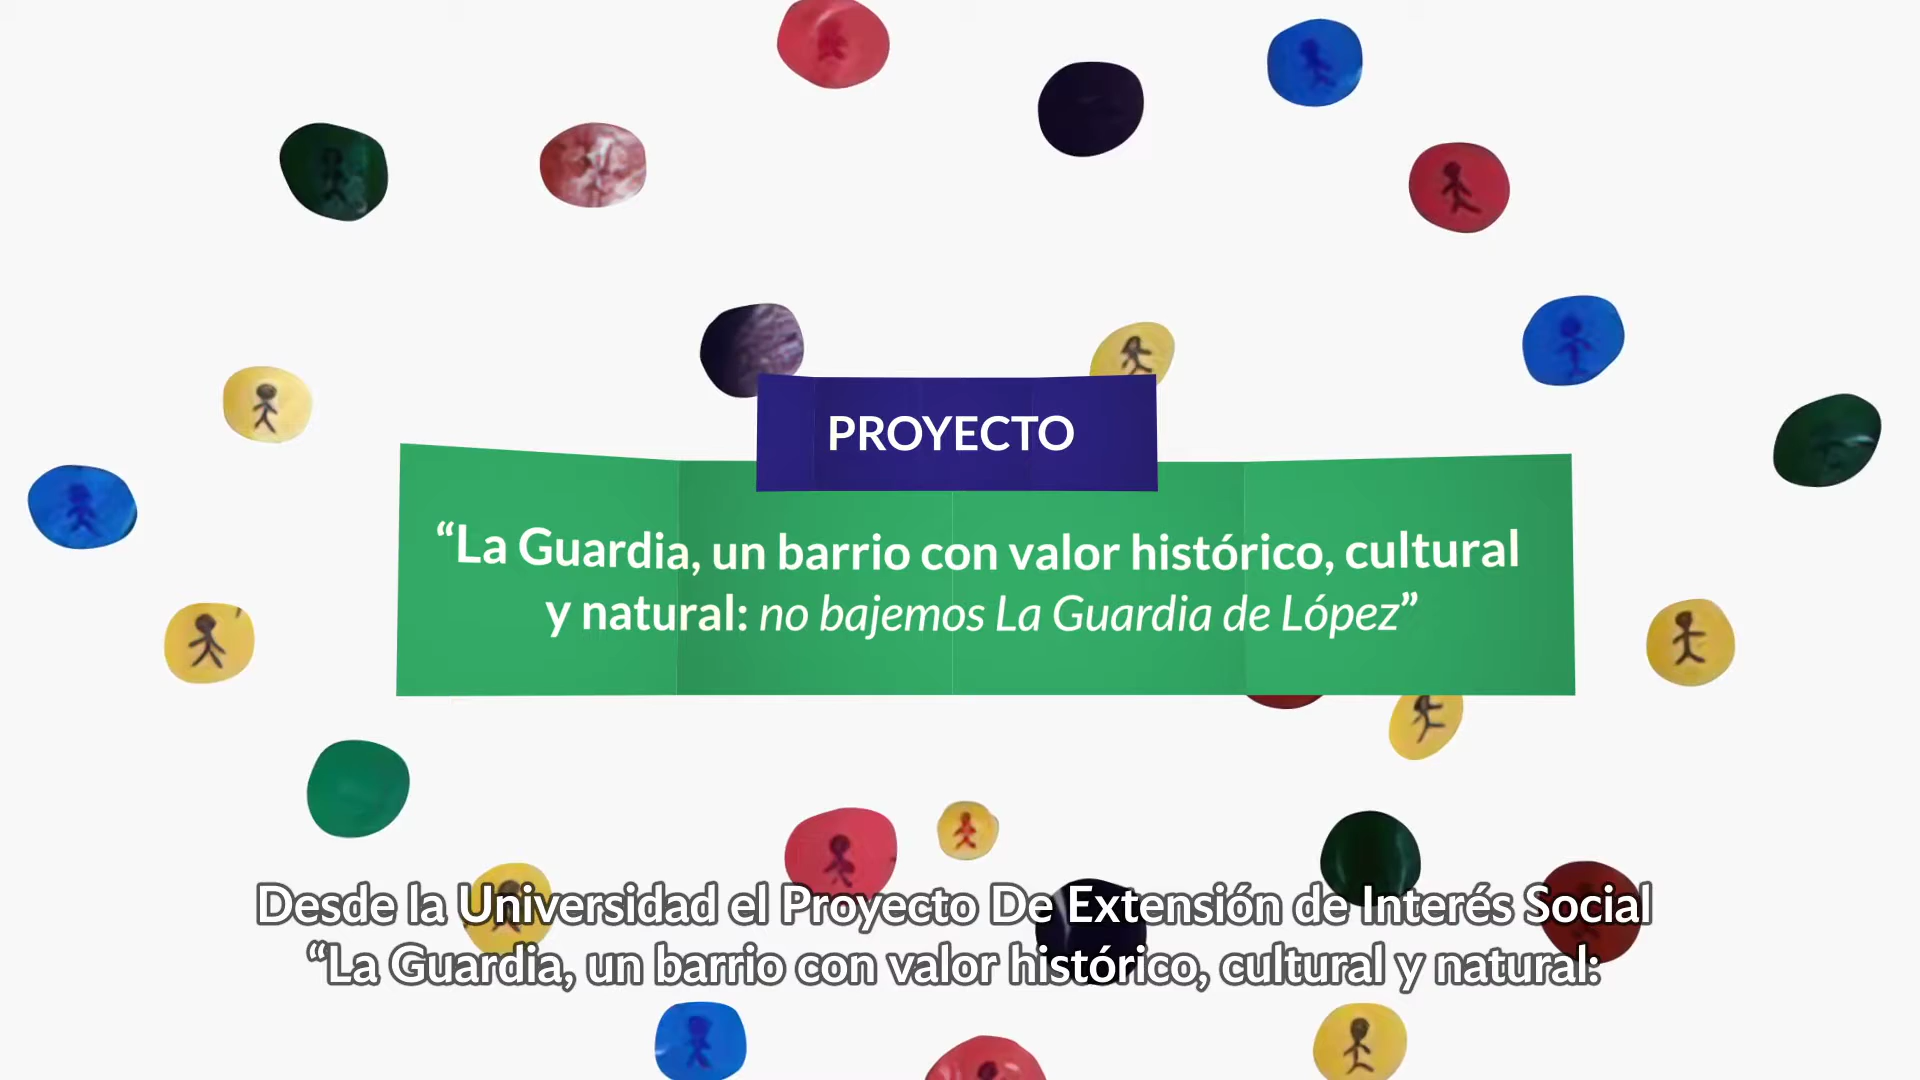 PROYECTO
“La Guardia, un barrio con valor histórico, cultural
y natural: no bajemos La Guardia de López”
Desde la Universidad el Proyecto De Extensión de Interés Social
“La Guardia, un barrio con valor histórico, cultural y natural: